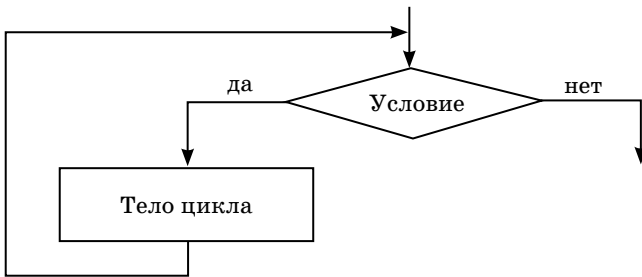 да
нет
Условие
Тело цикла